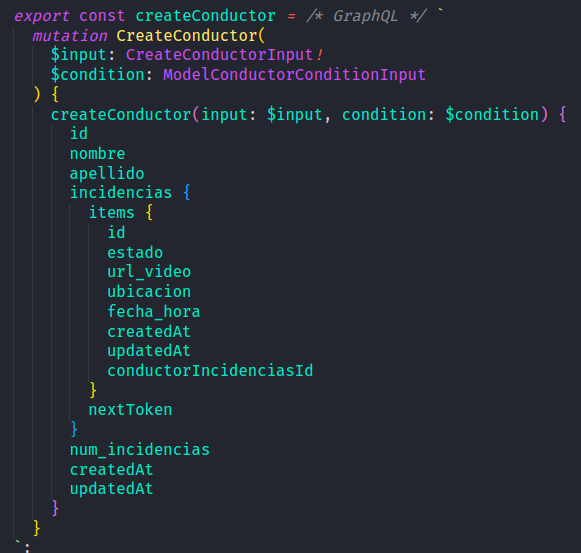 export const createConductor = /* GraphQL */ `
mutation CreateConductor(
$input: CreateConductorInput!
$condition: ModelConductorConditionInput
) {
createConductor(input: $input, condition: $condition) {
id
nombre
apellido
incidencias {
items {
id
estado
url_video
ubicacion
fecha_hora
createdAt
updatedAt
conductorIncidenciasId
}
nextToken
}
num_incidencias
createdAt
updatedAt
}
}
`;